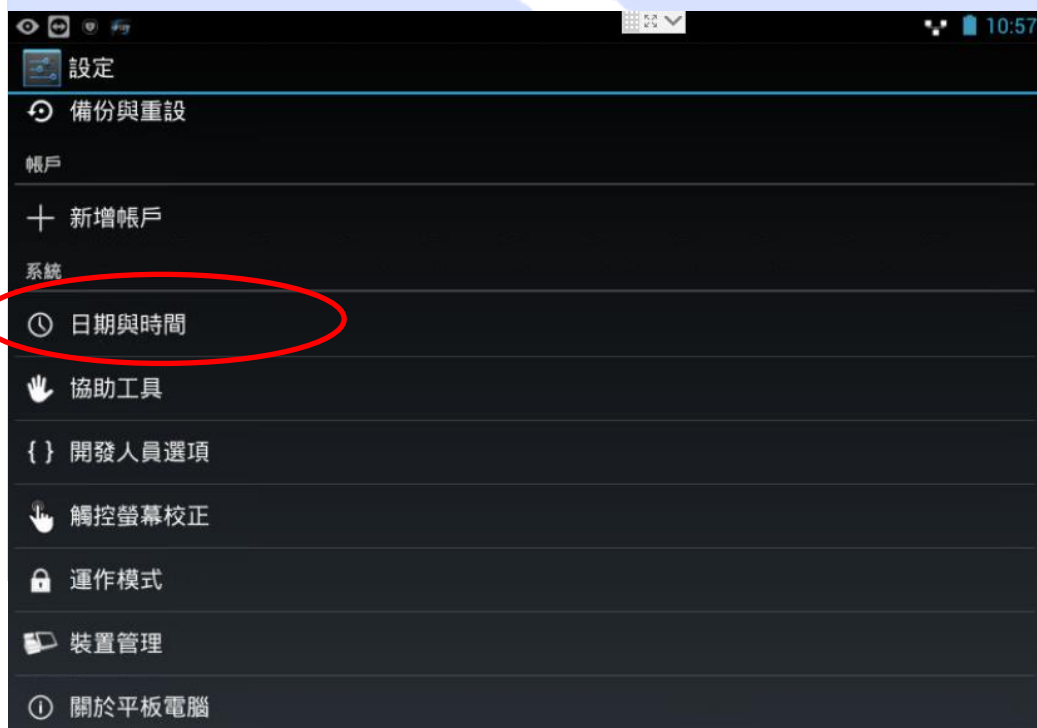 10:57
設定
備份與重設
帳戶
新增帳戶
系統
日期與時間
協助工具
{ } 開發人員選項
觸控螢幕校正
運作模式
裝置管理
關於平板電腦